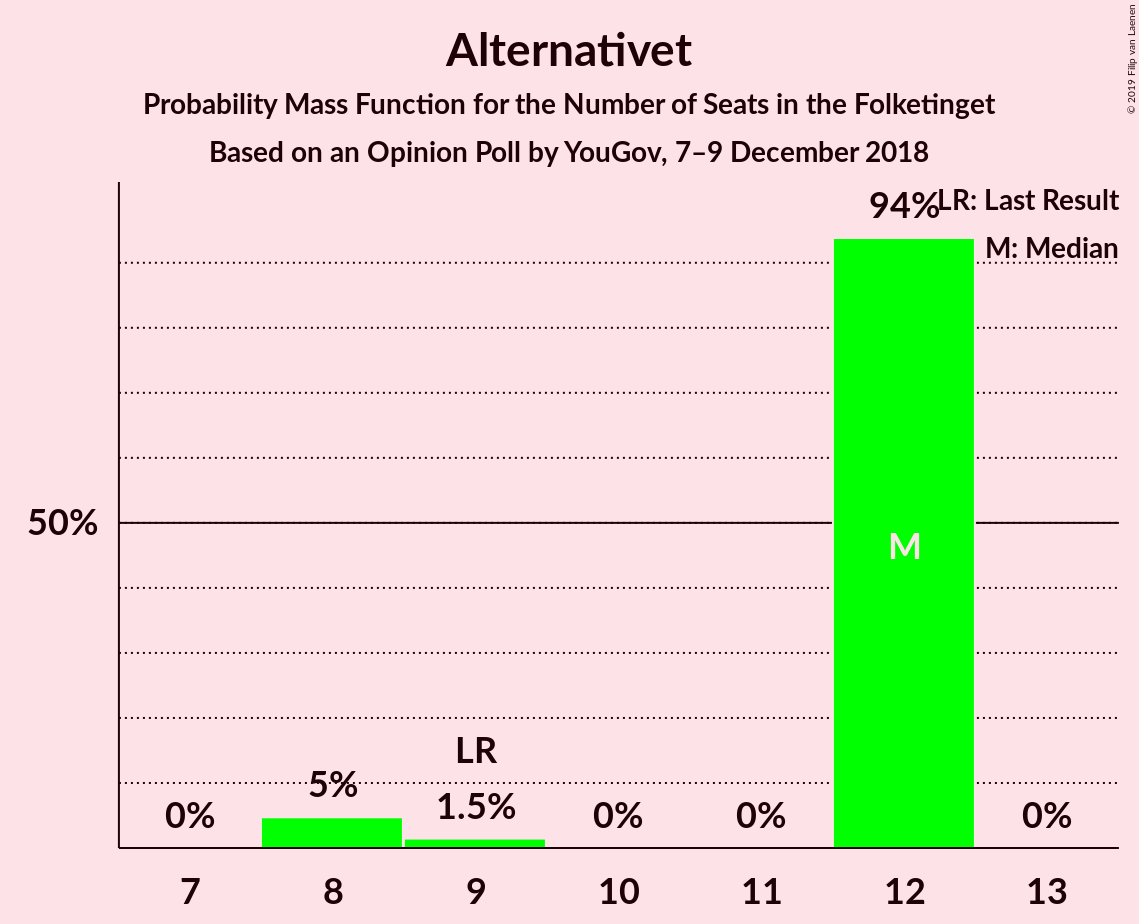 Alternativet
Probability Mass Function for the Number of Seats in the Folketinget
Based on an Opinion Poll by YouGov, 7–9 December 2018
© 2019 Filip van Laenen
LR: Last Result
M: Median
94%
50%
M
LR
0%
5%
1.5%
0%
0%
0%
7
8
9
10
11
12
13